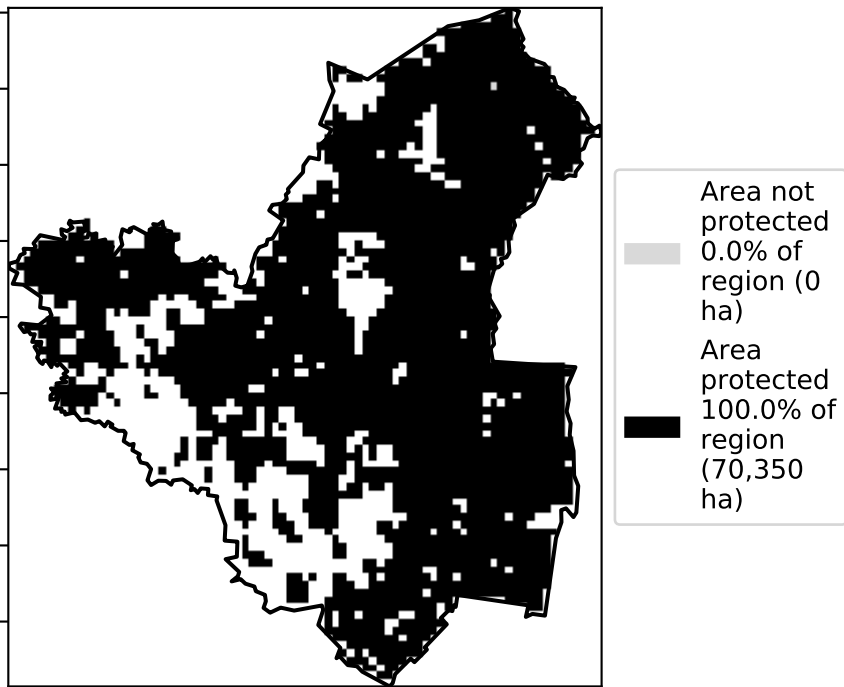 Area not
protected
0.0% of
region (0
ha)
Area
protected
100.0% of
region
(70,350
ha)